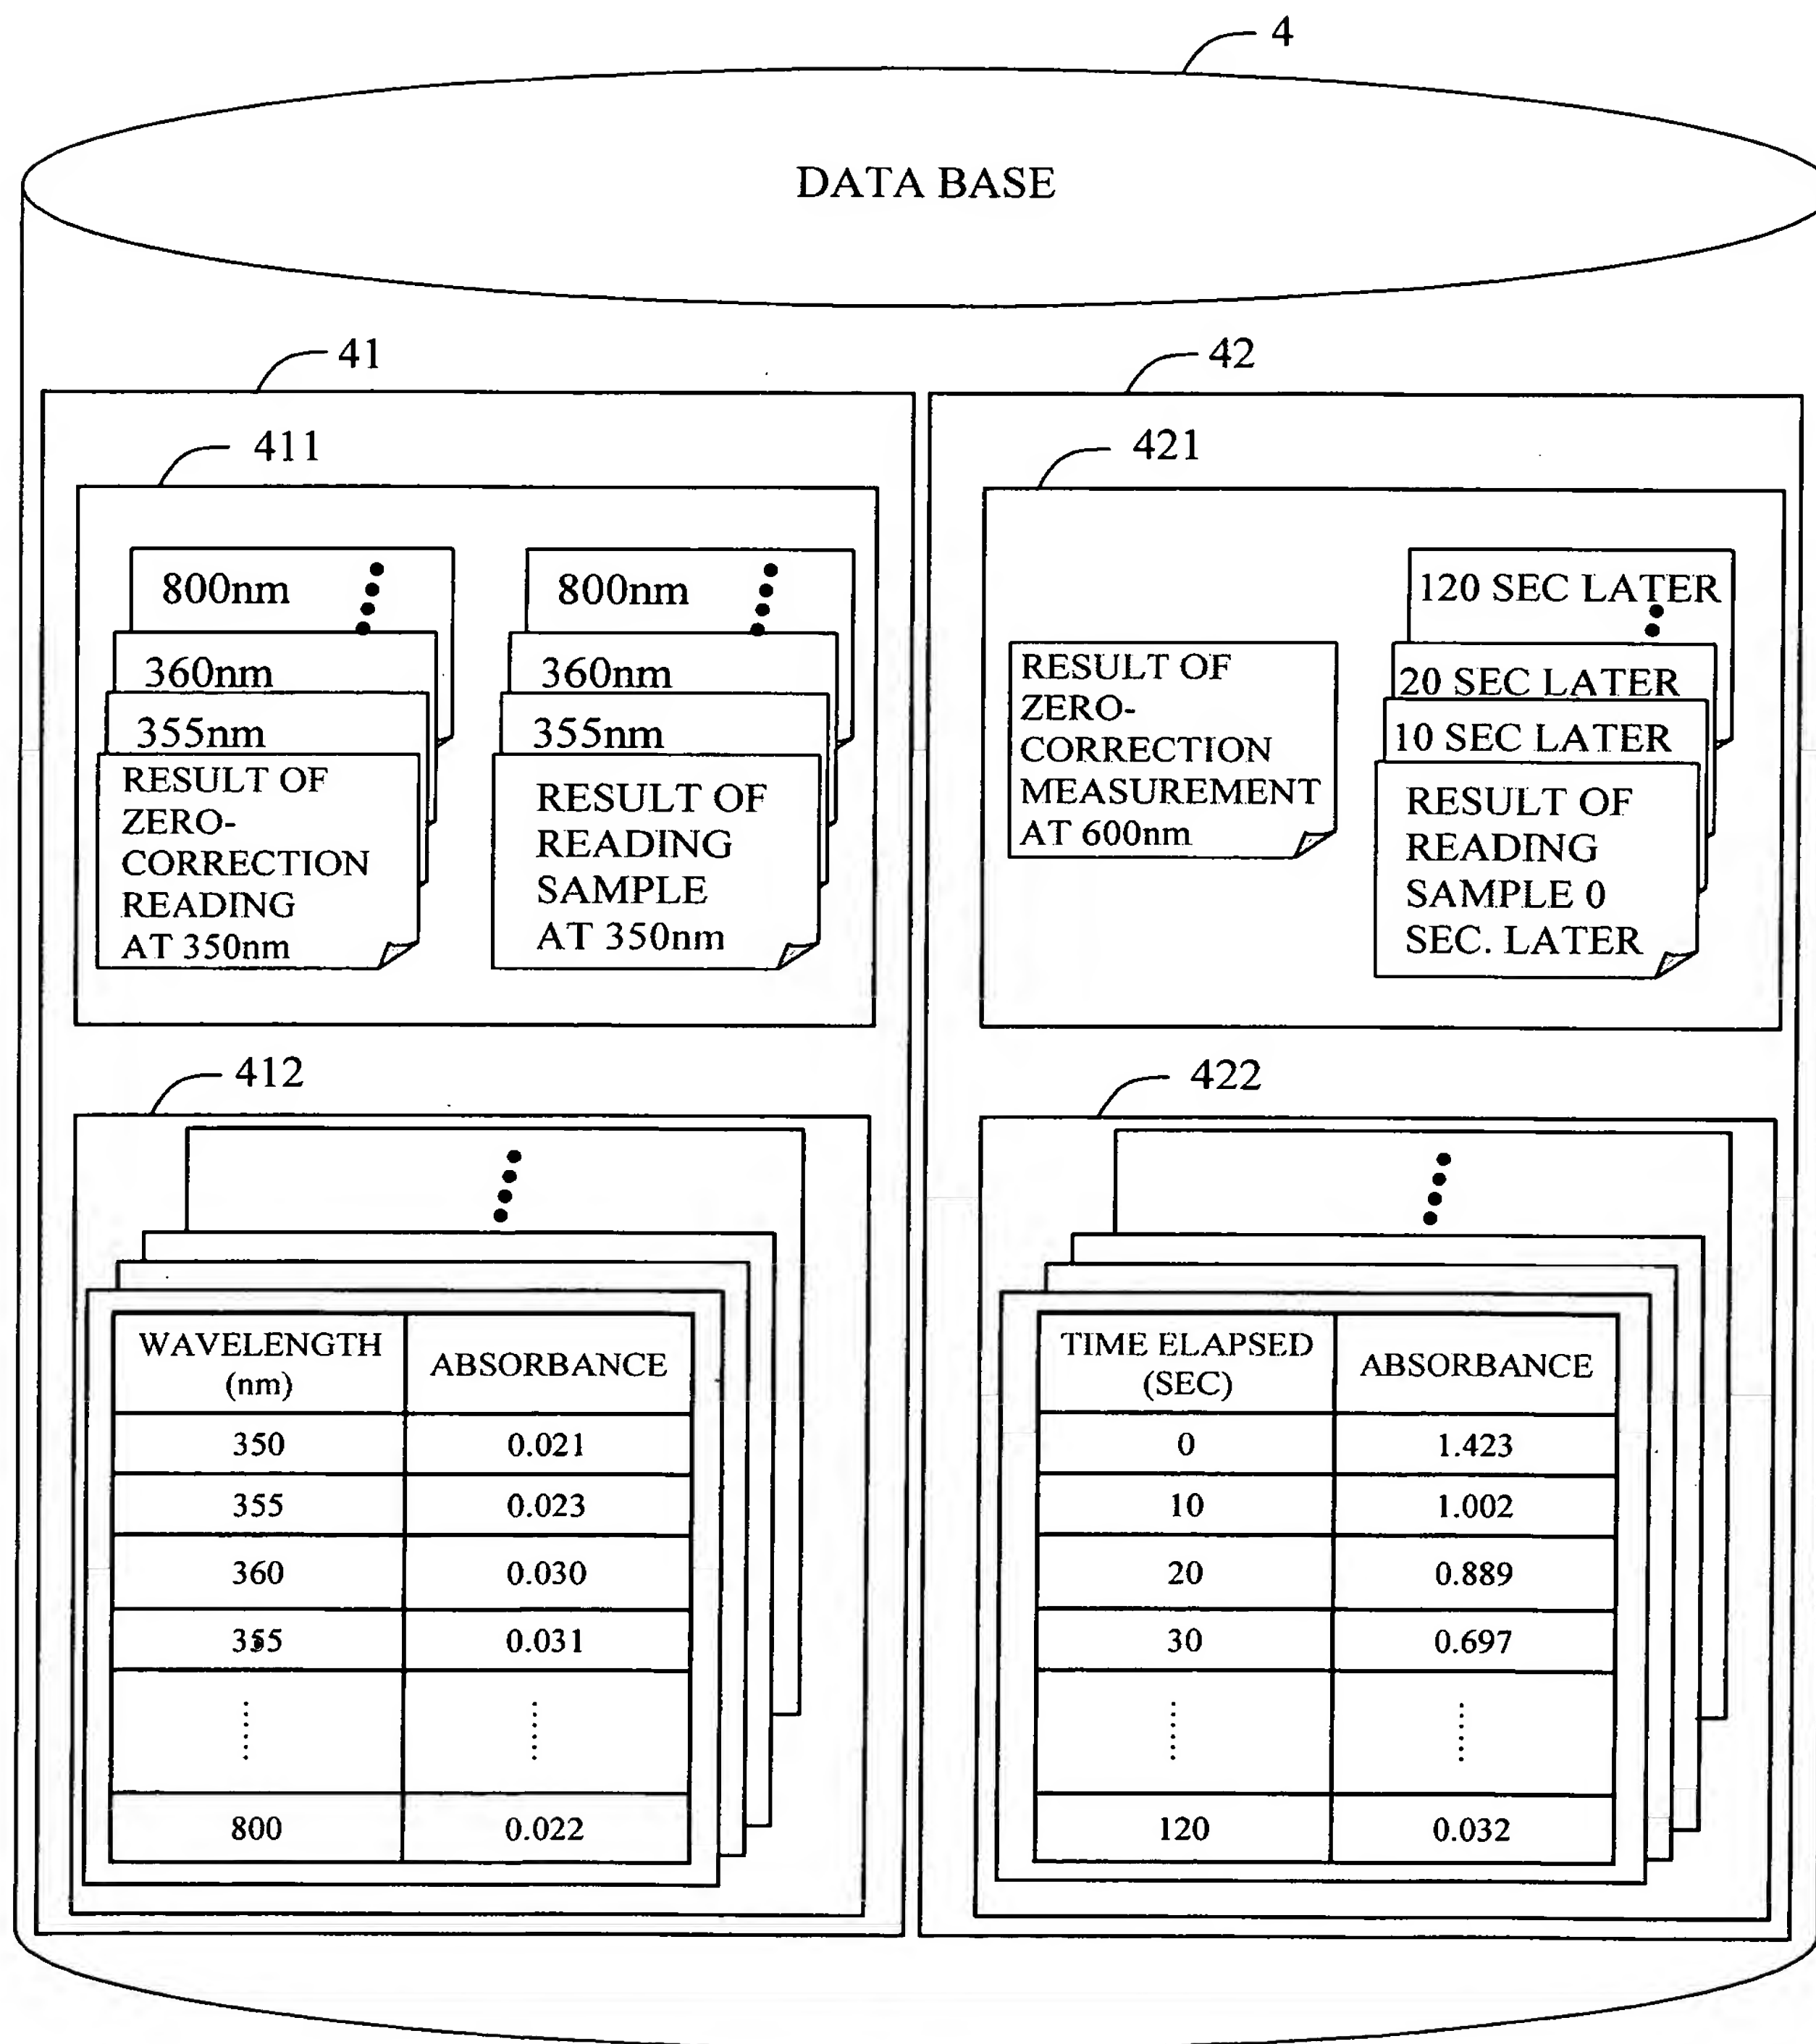 4
DATA BASE
41
42
411
421
800nm
360nm
355nm
RESULT OF
ZERO-
CORRECTION
READING
AT 350nm
800nm
360nm
355nm
RESULT OF
READING
SAMPLE
AT 350nm
RESULT OF
ZERO-
CORRECTION
MEASUREMENT
AT 600nm
120 SEC LATER
20 SEC LATER
10 SEC LATER
RESULT OF
READING
SAMPLE 0
SEC. LATER
412
422
WAVELENGTH
(nm)
ABSORBANCE
350 0.021
355 0.023
360 0.030
355 0.031
800 0.022
TIME ELAPSED
(SEC)
ABSORBANCE
0 1.423
10 1.002
20 0.889
30 0.697
120 0.032